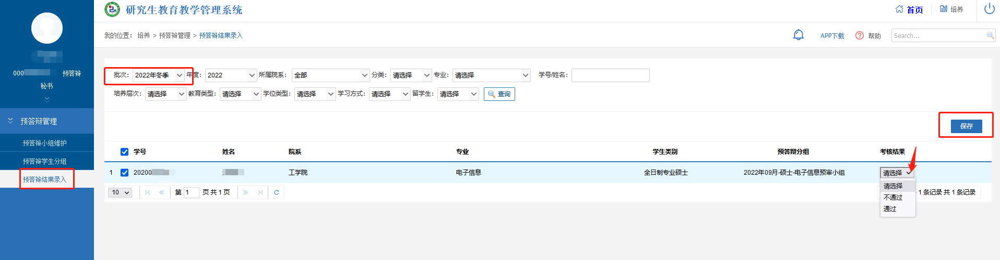 研究生教育教学管理系统
首页
培养
000
预答辩
秘书
我的位置： 培养 > 预答辩管理 > 预答辩结果录入
APP下载
帮助
Search...
预答辩管理
预答辩小组维护
预答辩学生分组
预答辩结果录入
批次： 2022年冬季 年度： 2022 所属院系： 全部 分类： 请选择 专业： 请选择 学号/姓名：
培养层次： 请选择 教育类型： 请选择 学位类型： 请选择 学习方式： 请选择 留学生： 请选择 查询
保存
学号 姓名 院系 专业 学生类别 预答辩分组 考核结果
1 20200 工学院 电子信息 全日制专业硕士 2022年09月-硕士-电子信息预审小组 请选择
请选择
不通过
通过
10 第 1 页共1页
1 条记录 共 1 条记录